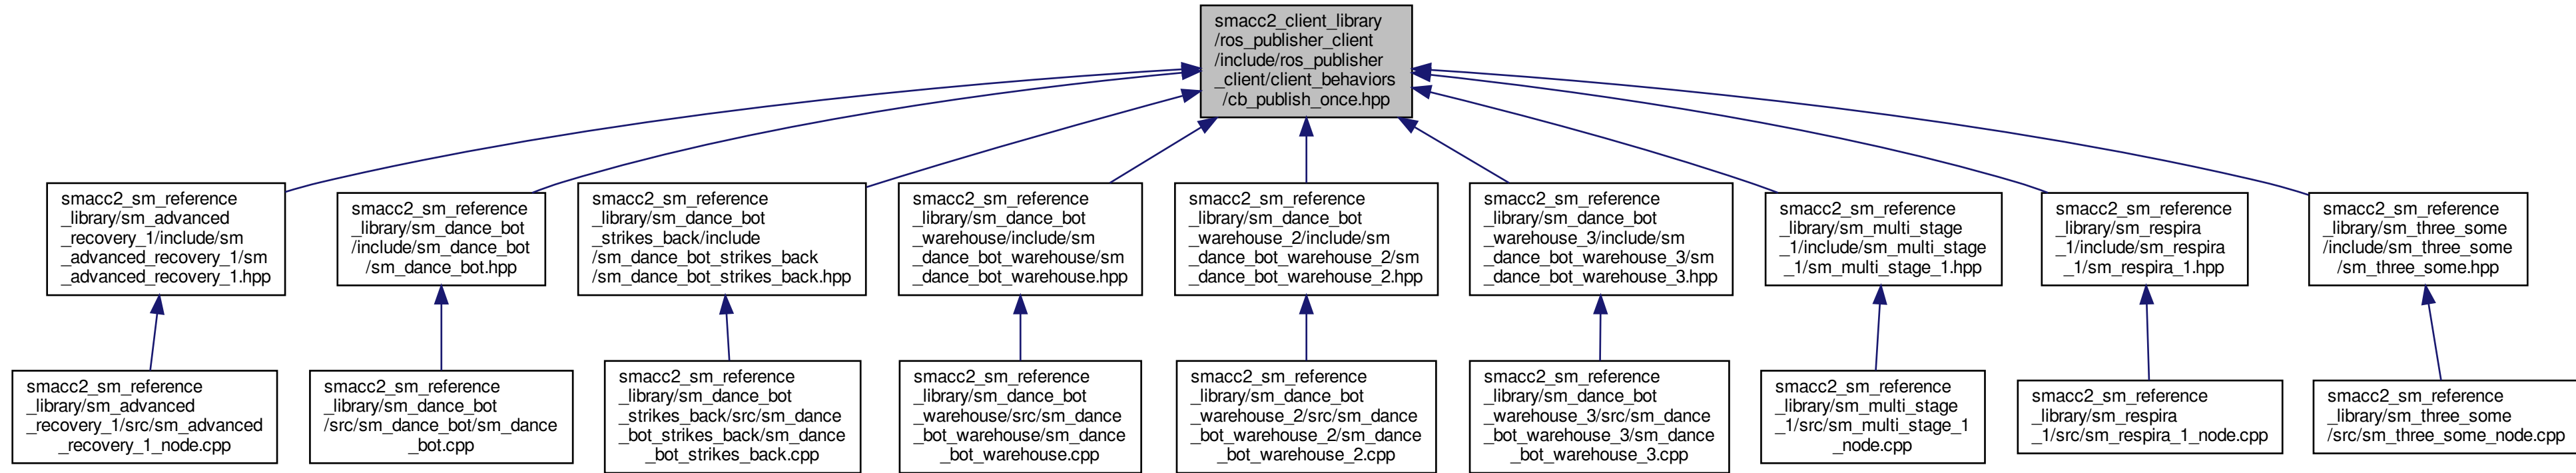 smacc2_client_library
/ros_publisher_client
/include/ros_publisher
_client/client_behaviors
/cb_publish_once.hpp
smacc2_sm_reference
_library/sm_advanced
_recovery_1/include/sm
_advanced_recovery_1/sm
_advanced_recovery_1.hpp
smacc2_sm_reference
_library/sm_dance_bot
/include/sm_dance_bot
/sm_dance_bot.hpp
smacc2_sm_reference
_library/sm_dance_bot
_strikes_back/include
/sm_dance_bot_strikes_back
/sm_dance_bot_strikes_back.hpp
smacc2_sm_reference
_library/sm_dance_bot
_warehouse/include/sm
_dance_bot_warehouse/sm
_dance_bot_warehouse.hpp
smacc2_sm_reference
_library/sm_dance_bot
_warehouse_2/include/sm
_dance_bot_warehouse_2/sm
_dance_bot_warehouse_2.hpp
smacc2_sm_reference
_library/sm_dance_bot
_warehouse_3/include/sm
_dance_bot_warehouse_3/sm
_dance_bot_warehouse_3.hpp
smacc2_sm_reference
_library/sm_multi_stage
_1/include/sm_multi_stage
_1/sm_multi_stage_1.hpp
smacc2_sm_reference
_library/sm_respira
_1/include/sm_respira
_1/sm_respira_1.hpp
smacc2_sm_reference
_library/sm_three_some
/include/sm_three_some
/sm_three_some.hpp
smacc2_sm_reference
_library/sm_advanced
_recovery_1/src/sm_advanced
_recovery_1_node.cpp
smacc2_sm_reference
_library/sm_dance_bot
/src/sm_dance_bot/sm_dance
_bot.cpp
smacc2_sm_reference
_library/sm_dance_bot
_strikes_back/src/sm_dance
_bot_strikes_back/sm_dance
_bot_strikes_back.cpp
smacc2_sm_reference
_library/sm_dance_bot
_warehouse/src/sm_dance
_bot_warehouse/sm_dance
_bot_warehouse.cpp
smacc2_sm_reference
_library/sm_dance_bot
_warehouse_2/src/sm_dance
_bot_warehouse_2/sm_dance
_bot_warehouse_2.cpp
smacc2_sm_reference
_library/sm_dance_bot
_warehouse_3/src/sm_dance
_bot_warehouse_3/sm_dance
_bot_warehouse_3.cpp
smacc2_sm_reference
_library/sm_multi_stage
_1/src/sm_multi_stage_1
_node.cpp
smacc2_sm_reference
_library/sm_respira
_1/src/sm_respira_1_node.cpp
smacc2_sm_reference
_library/sm_three_some
/src/sm_three_some_node.cpp